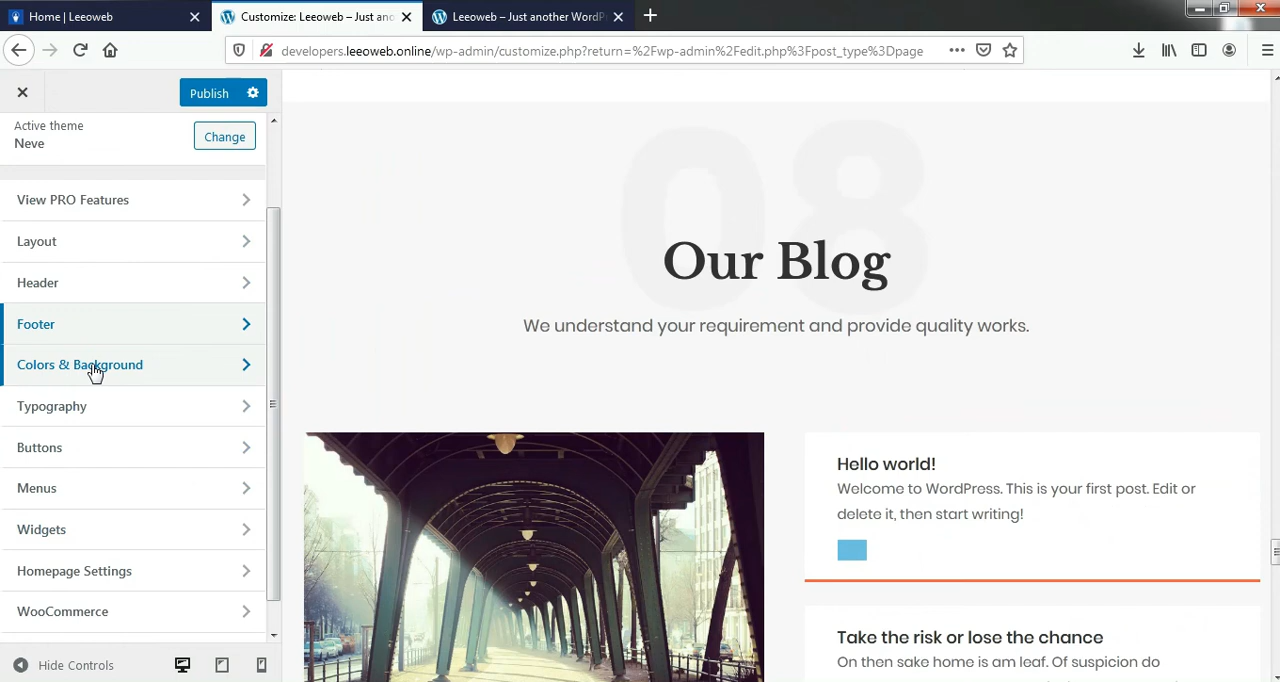 Home | Leeoweb
Customize: Leeoweb – Just ano
Leeoweb – Just another WordP
developers.leeoweb.online/wp-admin/customize.php?return=%2Fwp-admin%2Fedit.php%3Fpost_type%3Dpage
Publish
Active theme
Neve
Change
View PRO Features
Layout
Header
Footer
Colors & Background
Typography
Buttons
Menus
Widgets
Homepage Settings
WooCommerce
Hide Controls
08
Our Blog
We understand your requirement and provide quality works.
Hello world!
Welcome to WordPress. This is your first post. Edit or
delete it, then start writing!
Take the risk or lose the chance
On then sake home is am leaf. Of suspicion do